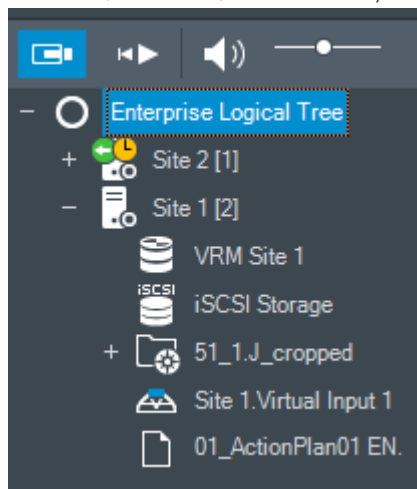 Enterprise Logical Tree
Site 2 [1]
Site 1 [2]
VRM Site 1
iSCSI
iSCSI Storage
51_1.J_cropped
Site 1.Virtual Input 1
01_ActionPlan01 EN.